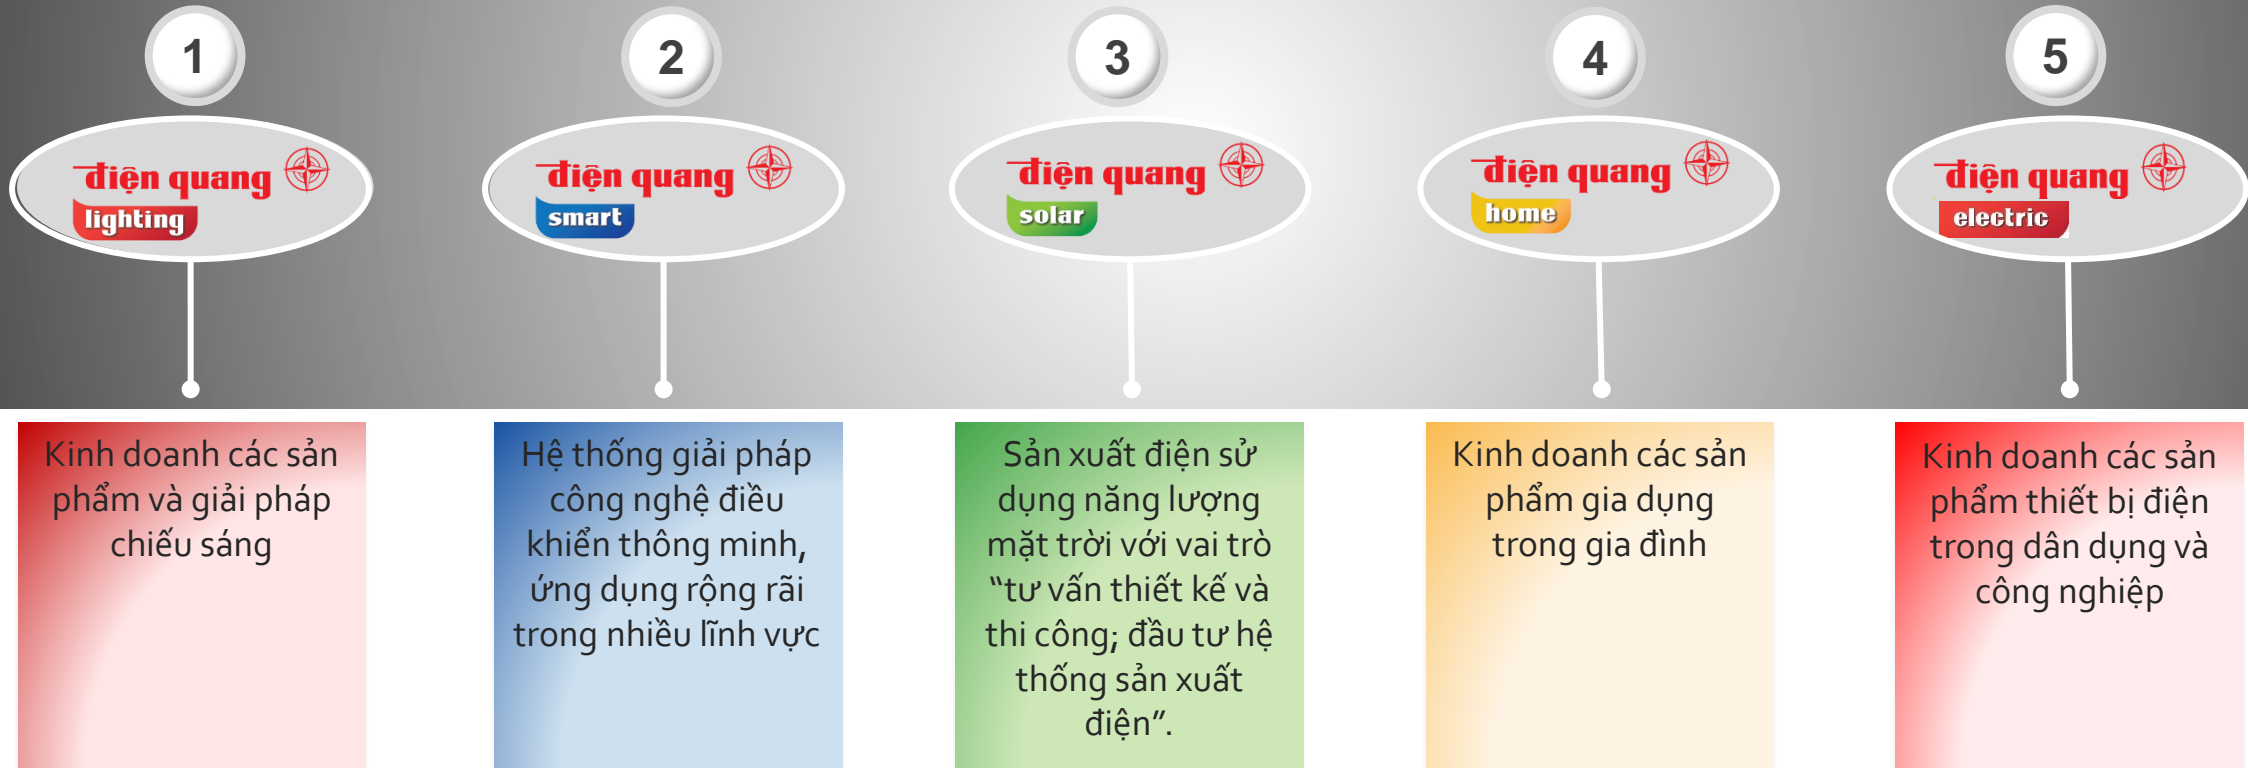 1
điện quang
lighting
Kinh doanh các sản
phẩm và giải pháp
chiếu sáng
2
điện quang
smart
Hệ thống giải pháp
công nghệ điều
khiển thông minh,
ứng dụng rộng rãi
trong nhiều lĩnh vực
3
điện quang
solar
Sản xuất điện sử
dụng năng lượng
mặt trời với vai trò
“tư vấn thiết kế và
thi công; đầu tư hệ
thống sản xuất
điện”.
4
điện quang
home
Kinh doanh các sản
phẩm gia dụng
trong gia đình
5
điện quang
electric
Kinh doanh các sản
phẩm thiết bị điện
trong dân dụng và
công nghiệp